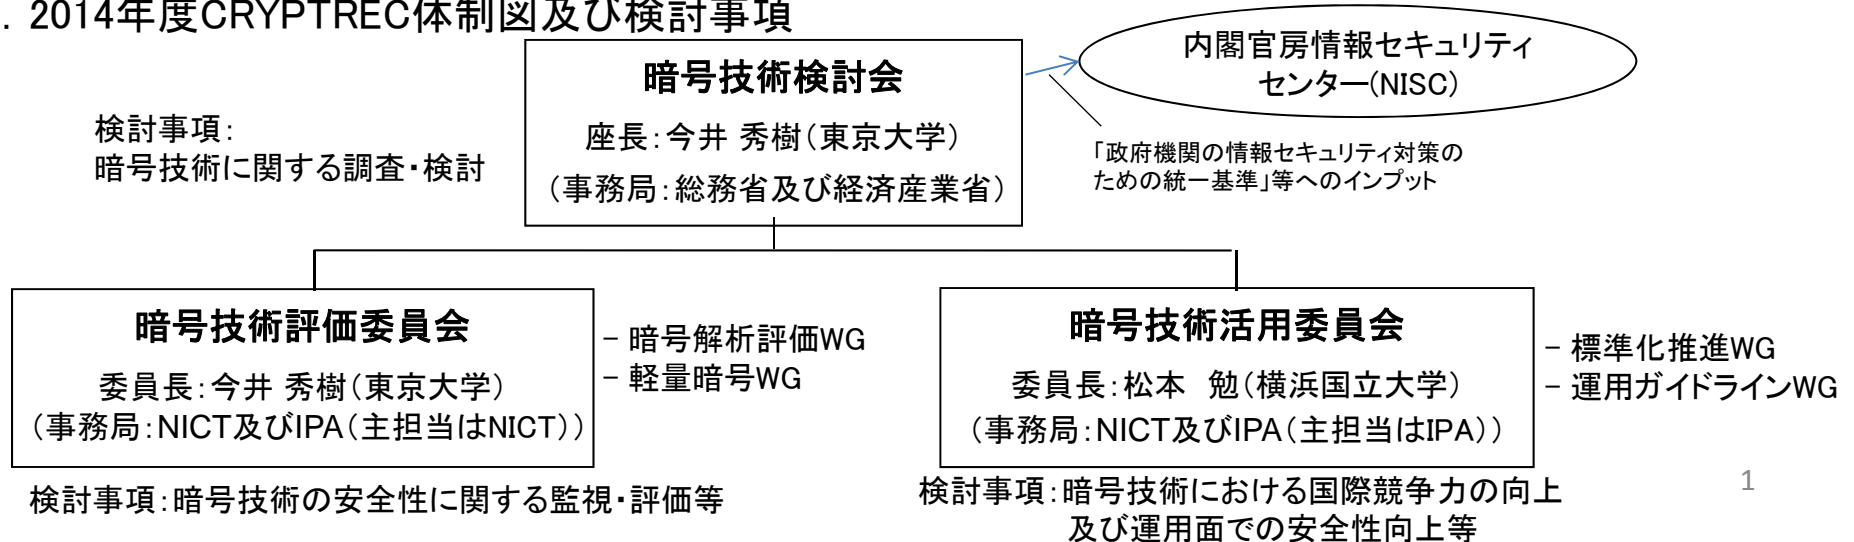 . 2014年度CRYPTREC体制図及び検討事項
暗号技術検討会
座長：今井 秀樹（東京大学）
（事務局：総務省及び経済産業省）
内閣官房情報セキュリティ
センター(NISC)
検討事項：
暗号技術に関する調査・検討
「政府機関の情報セキュリティ対策の
ための統一基準」等へのインプット
暗号技術評価委員会
委員長：今井 秀樹（東京大学）
（事務局：NICT及びIPA（主担当はNICT））
- 暗号解析評価WG
- 軽量暗号WG
検討事項：暗号技術の安全性に関する監視・評価等
暗号技術活用委員会
委員長：松本　勉（横浜国立大学）
（事務局：NICT及びIPA（主担当はIPA））
- 標準化推進WG
- 運用ガイドラインWG
検討事項：暗号技術における国際競争力の向上
及び運用面での安全性向上等
1